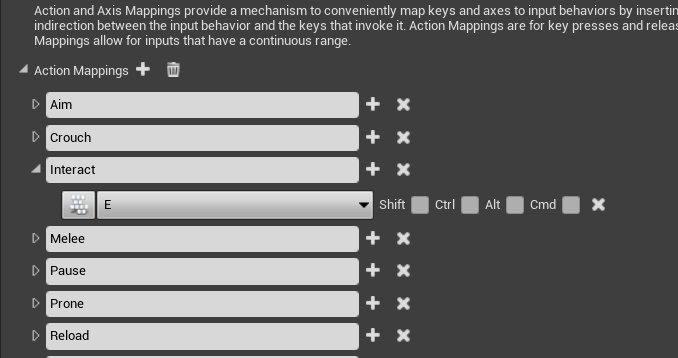 Action and Axis Mappings provide a mechanism to conveniently map keys and axes to input behaviors by
indirection between the input behavior and the keys that invoke it. Action Mappings are for key presses and
Mappings allow for inputs that have a continuous range.
Action Mappings
Aim
Crouch
Interact
E Shift Ctrl Alt Cmd
Melee
Pause
Prone
Reload